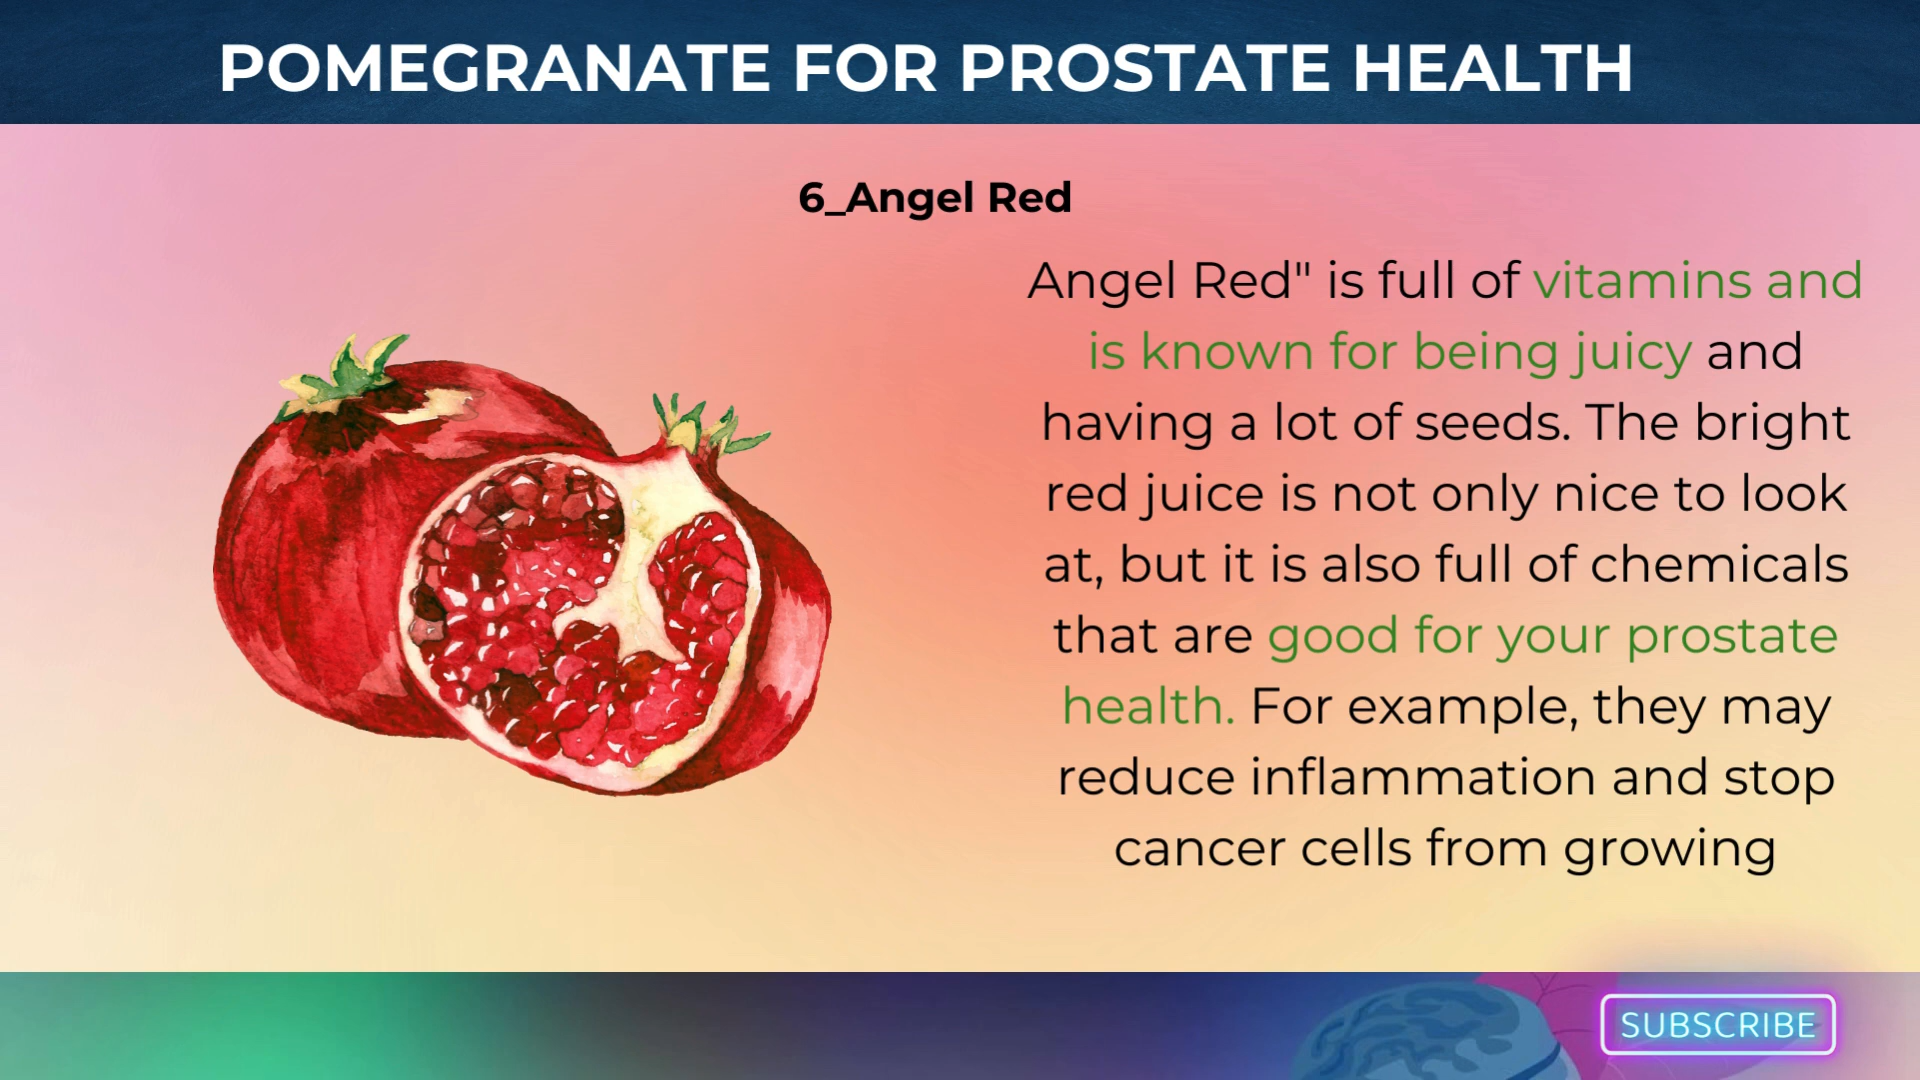 POMEGRANATE FOR PROSTATE HEALTH
6_Angel Red
Angel Red" is full of vitamins and
is known for being juicy and
having a lot of seeds. The bright
red juice is not only nice to look
at, but it is also full of chemicals
that are good for your prostate
health. For example, they may
reduce inflammation and stop
cancer cells from growing
SUBSCRIBE